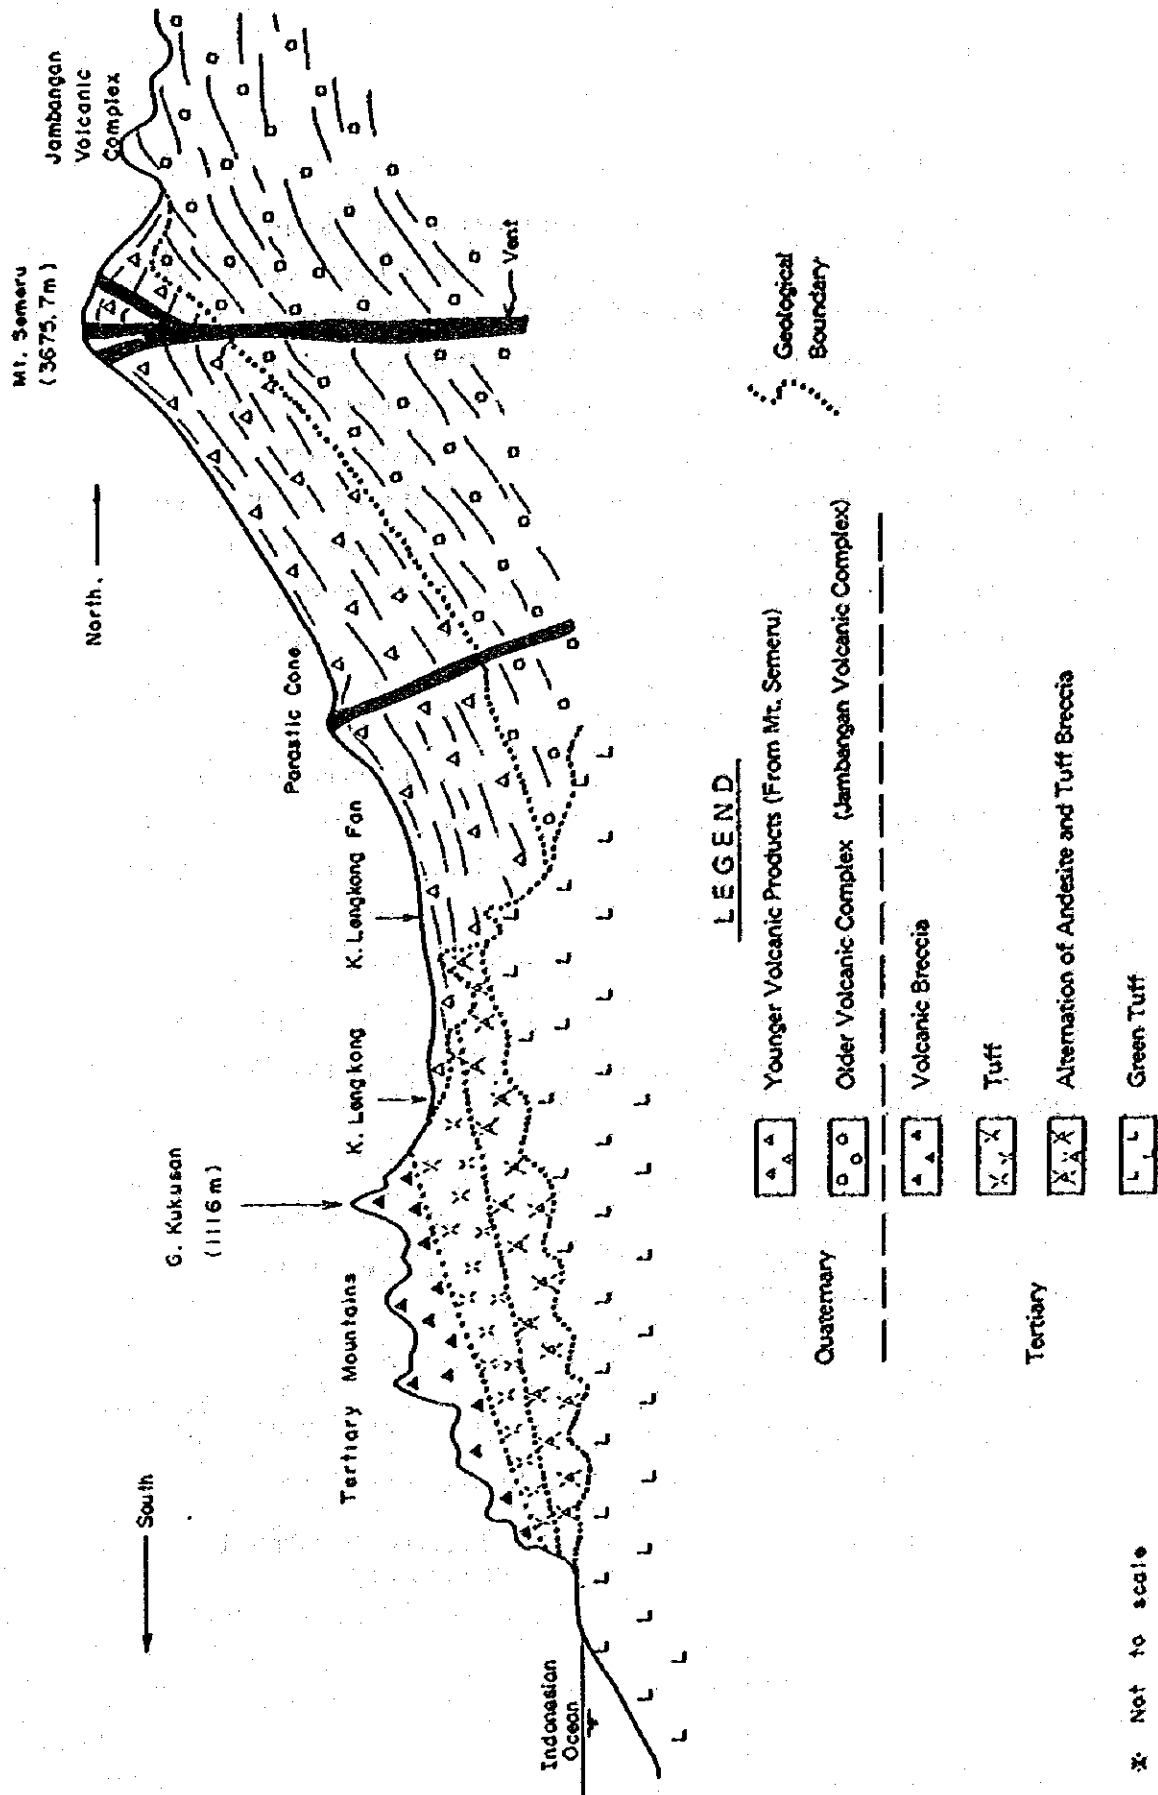 South
North.
Mt. Semeru
(3675.7m)
Jambangan
Volcanic
Complex
G. Kukusan
(1116m)
Parastic Cone
Tertiary Mountains
K. Lengkong
K. Lengkong Fan
Vent
Indonesian
Ocean
LEGEND
Quaternary
Younger Volcanic Products (From Mt. Semeru)
Older Volcanic Complex (Jambangan Volcanic Complex)
Geological
Boundary
Tertiary
Volcanic Breccia
Tuff
Alternation of Andesite and Tuff Breccia
Green Tuff
※ Not to scale